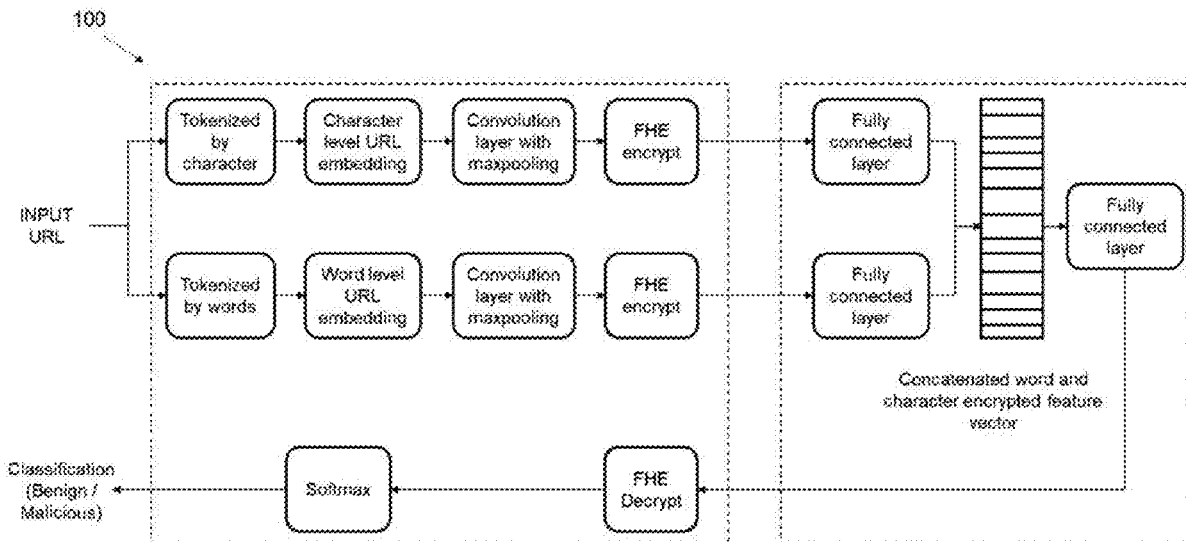 100
Tokenized
by
character
Character
level URL
embedding
Convolution
layer with
maxpooling
FHE
encrypt
Fully
connected
layer
INPUT
URL
Fully
connected
layer
Tokenized
by words
Word level
URL
embedding
Convolution
layer with
maxpooling
FHE
encrypt
Fully
connected
layer
Concatenated word and
character encrypted feature
vector
Classification
(Benign /
Malicious)
Softmax
FHE
Decrypt